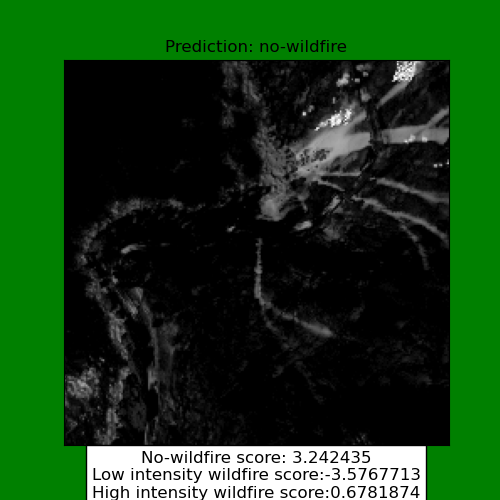 Prediction: no-wildfire
No-wildfire score: 3.242435
Low intensity wildfire score:-3.5767713
High intensity wildfire score:0.6781874